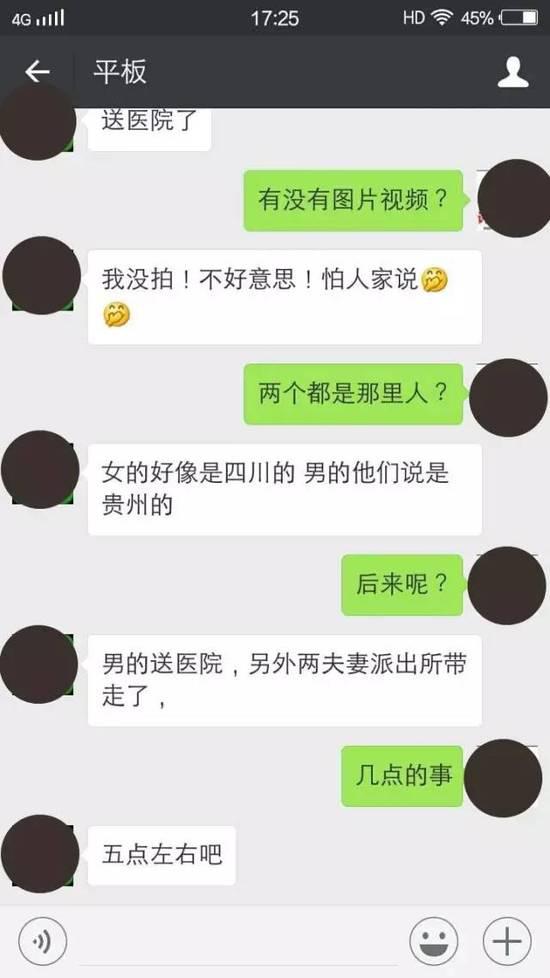 4G 17:25 HD 45%
平板
送医院了
有没有图片视频？
我没拍！不好意思！怕人家说
两个都是那里人？
女的好像是四川的 男的他们说是
贵州的
后来呢？
男的送医院，另外两夫妻派出所带
走了，
几点的事
五点左右吧